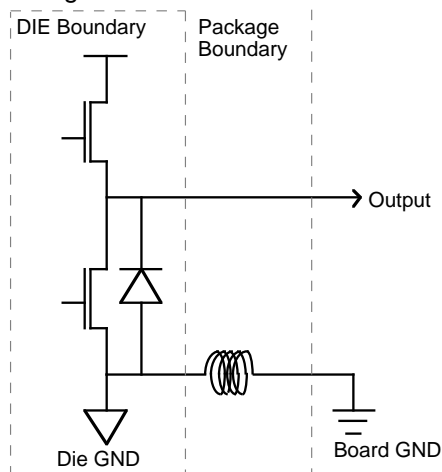 DIE Boundary
Package
Boundary
Output
Die GND
Board GND